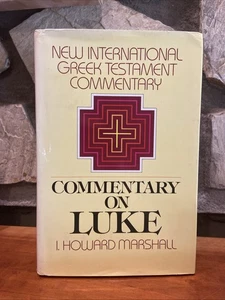 NEW INTERNATIONAL
GREEK TESTAMENT
COMMENTARY
COMMENTARY
ON
LUKE
I. HOWARD MARSHALL